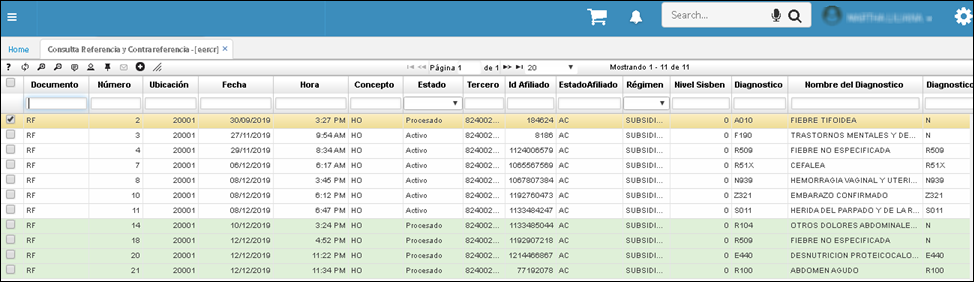 Search...
Home Consulta Referencia y Contrareferencia - [eercr] ×
? Página 1 de 1 20 Mostrando 1 - 11 de 11
Documento Número Ubicación Fecha Hora Concepto Estado Tercero Id Afiliado EstadoAfiliado Régimen Nivel Sisben Diagnostico Nombre del Diagnostico Diagnostico
RF 2 20001 30/09/2019 3:27 PM HO Procesado 824002... 184624 AC SUBSIDI... 0 A010 FIEBRE TIFOIDEA N
RF 3 20001 27/11/2019 9:54 AM HO Activo 824002... 8186 AC SUBSIDI... 0 F190 TRASTORNOS MENTALES Y DE... N
RF 4 20001 29/11/2019 8:34 AM HO Activo 824002... 1124006579 AC SUBSIDI... 0 R509 FIEBRE NO ESPECIFICADA R509
RF 7 20001 06/12/2019 6:17 AM HO Activo 824002... 1065567569 AC SUBSIDI... 0 R51X CEFALEA R51X
RF 8 20001 08/12/2019 3:45 PM HO Activo 824002... 1067807384 AC SUBSIDI... 0 N939 HEMORRAGIA VAGINAL Y UTERI... N939
RF 10 20001 08/12/2019 6:12 PM HO Activo 824002... 1192760473 AC SUBSIDI... 0 Z321 EMBARAZO CONFIRMADO Z321
RF 11 20001 08/12/2019 6:47 PM HO Activo 824002... 1133484247 AC SUBSIDI... 0 S011 HERIDA DEL PARPADO Y DE LA R... S011
RF 14 20001 10/12/2019 3:24 PM HO Procesado 824002... 1133485044 AC SUBSIDI... 0 R104 OTROS DOLORES ABDOMINALE... N
RF 18 20001 12/12/2019 4:52 PM HO Procesado 824002... 1192907218 AC SUBSIDI... 0 R509 FIEBRE NO ESPECIFICADA N
RF 20 20001 12/12/2019 11:22 PM HO Procesado 824002... 1214466867 AC SUBSIDI... 0 E440 DESNUTRICION PROTEICOCALO... E440
RF 21 20001 12/12/2019 11:34 PM HO Procesado 824002... 77192078 AC SUBSIDI... 0 R100 ABDOMEN AGUDO R100